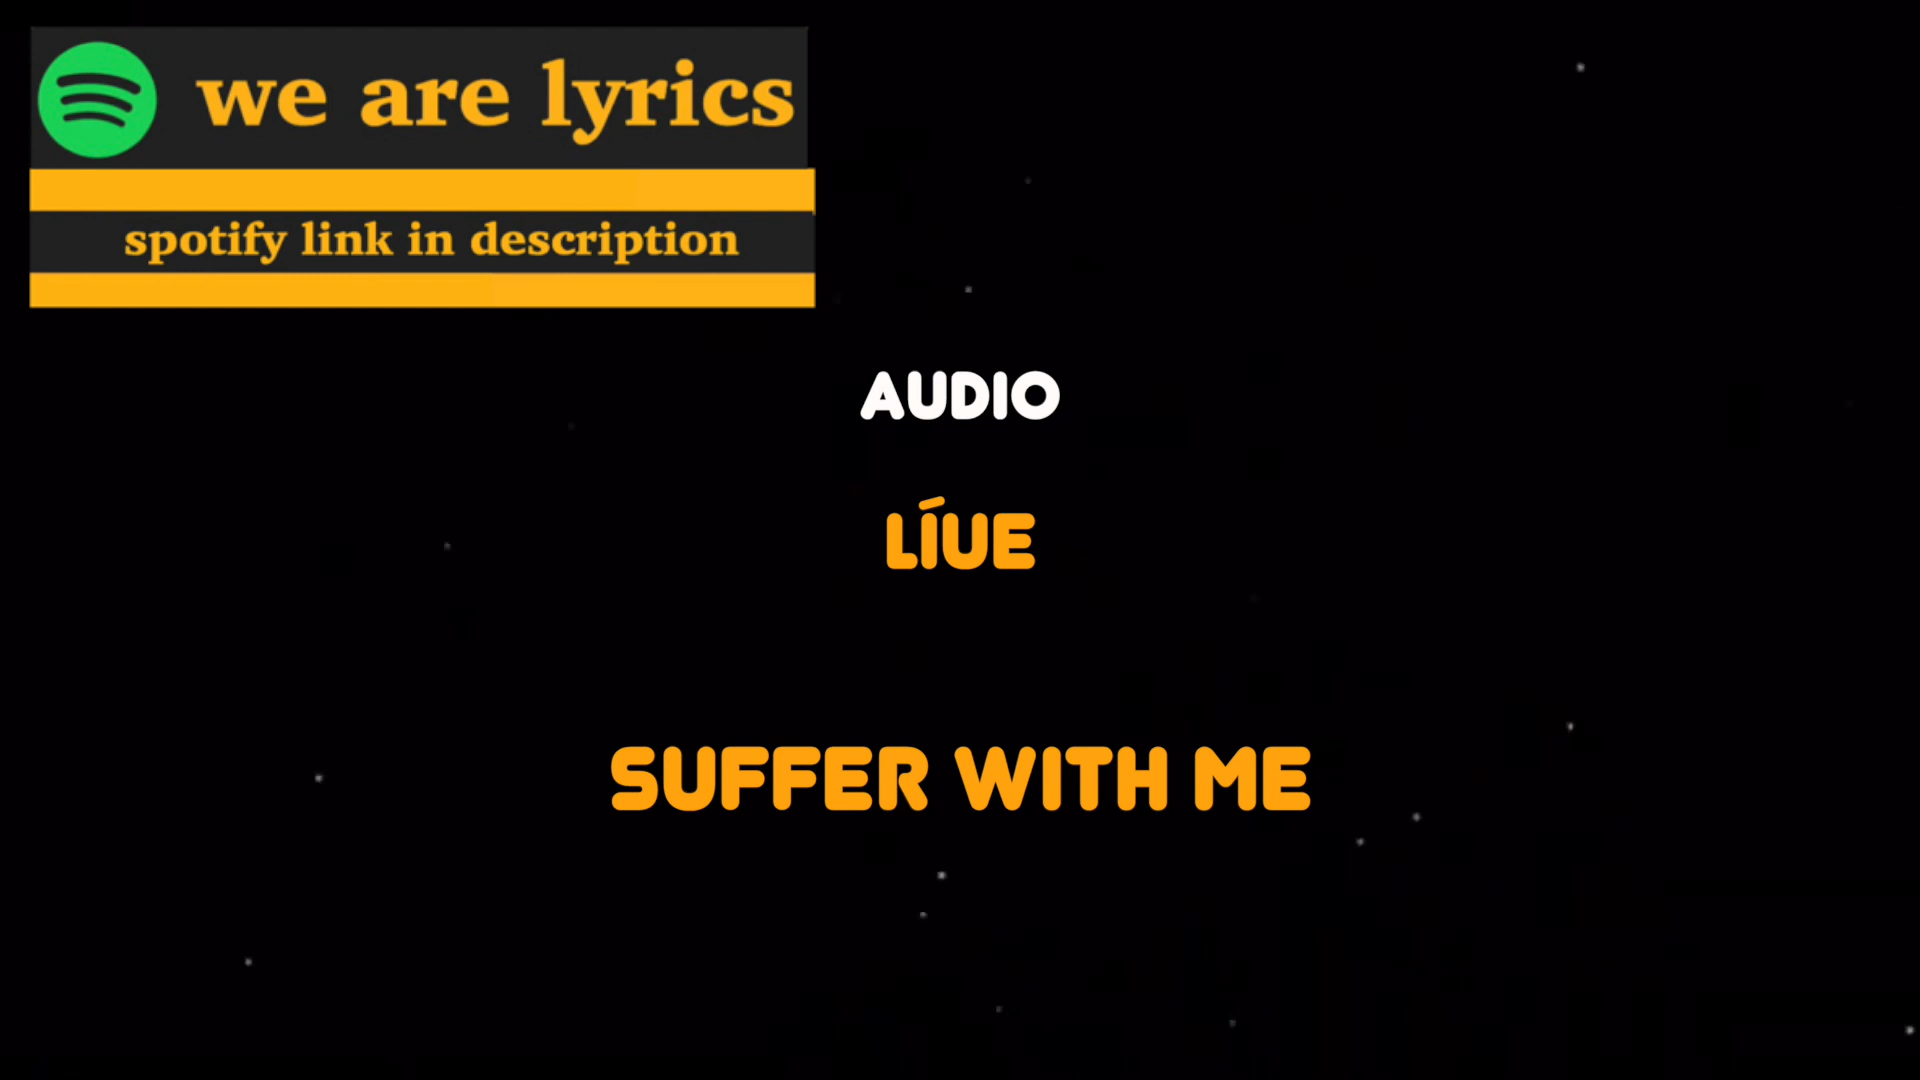 we are lyrics
spotify link in description
AUDIO
LÍUE
SUFFER WITH ME